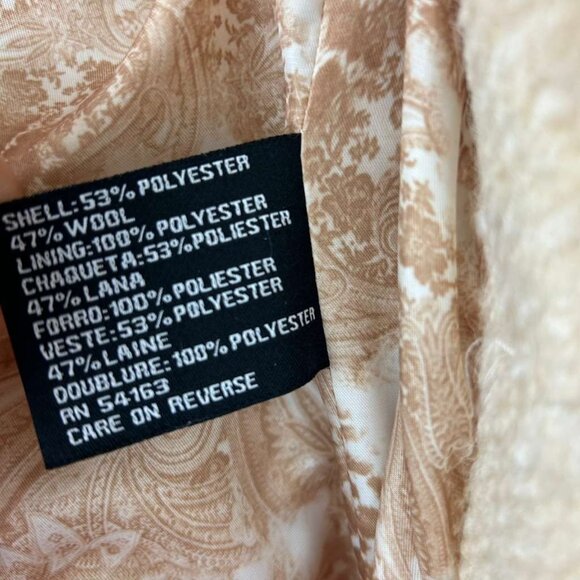 SHELL:53% POLYESTER
47% WOOL
LINING:100% POLYESTER
CHAQUETA:53% POLIESTER
47% LANA
FORRO:100% POLIESTER
VESTE:53% POLYESTER
47% LAINE
DOUBLURE:100% POLYESTER
RN 54163
CARE ON REVERSE